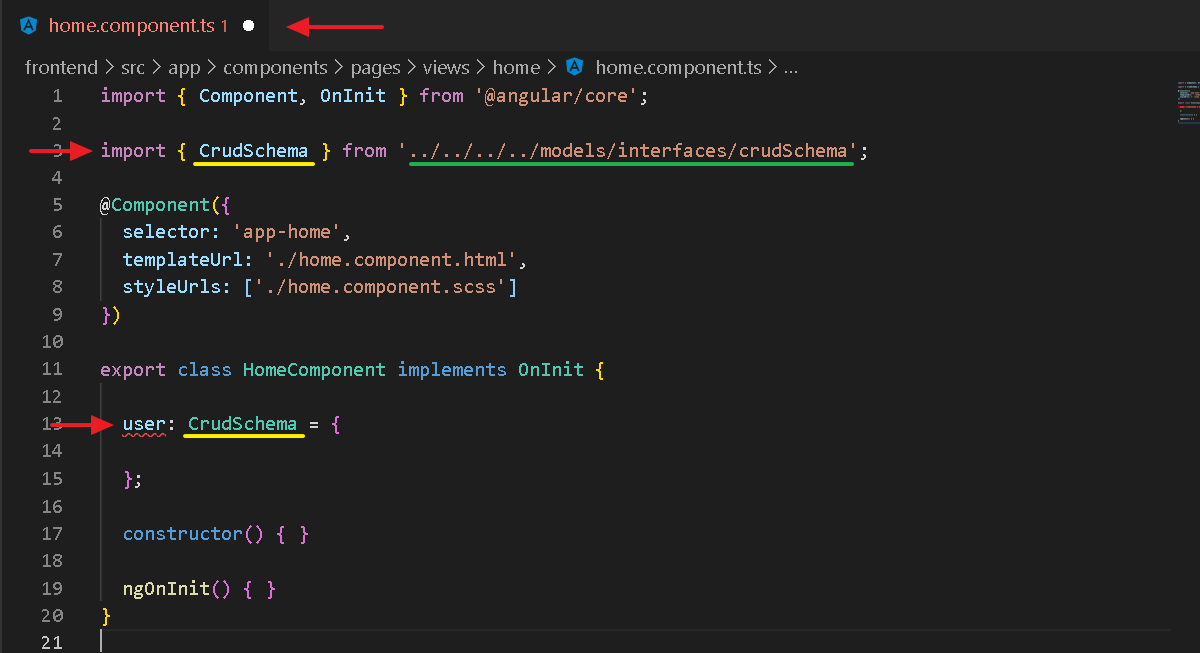 home.component.ts 1
frontend > src > app > components > pages > views > home > home.component.ts > ...
1 import { Component, OnInit } from '@angular/core';
2
3 import { CrudSchema } from '../../../../models/interfaces/crudSchema';
4
5 @Component({
6   selector: 'app-home',
7   templateUrl: './home.component.html',
8   styleUrls: ['./home.component.scss']
9 })
10
11 export class HomeComponent implements OnInit {
12
13   user: CrudSchema = {
14
15   };
16
17   constructor() { }
18
19   ngOnInit() { }
20 }
21